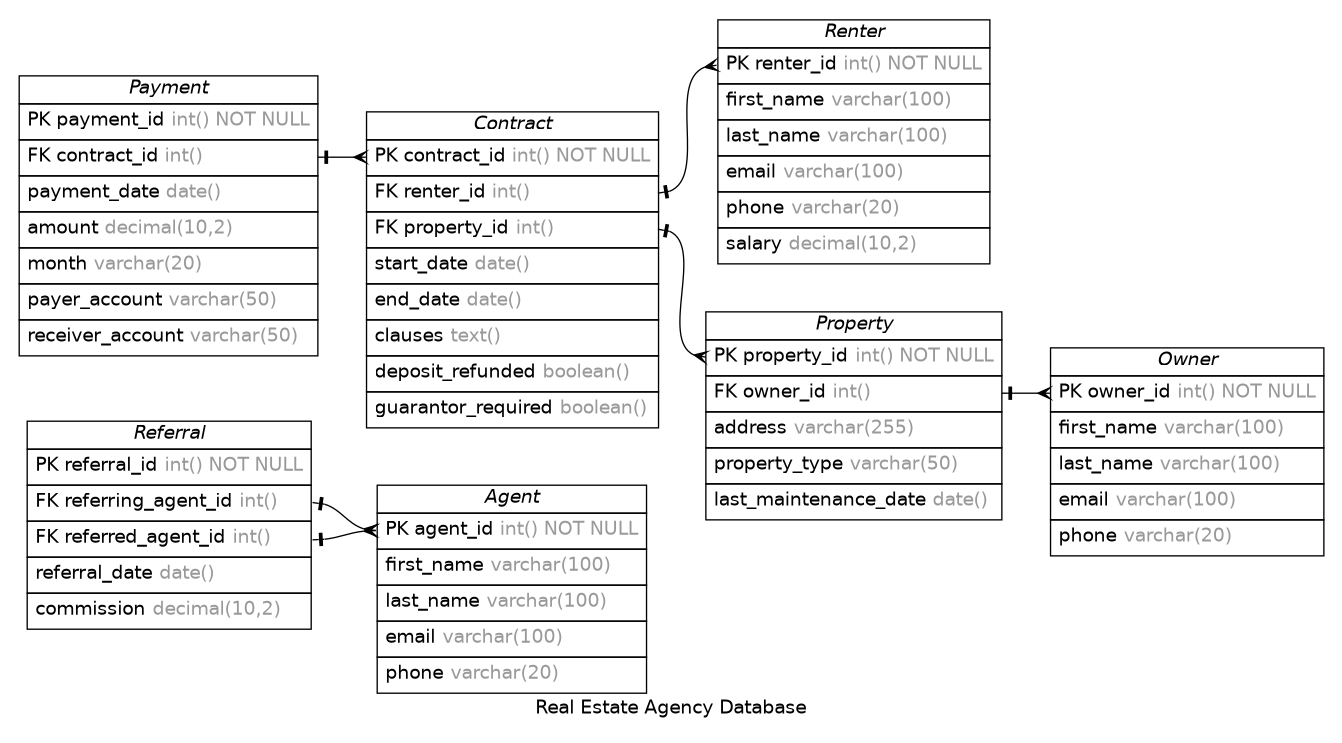 Payment
PK payment_id int() NOT NULL
FK contract_id int()
payment_date date()
amount decimal(10,2)
month varchar(20)
payer_account varchar(50)
receiver_account varchar(50)
Contract
PK contract_id int() NOT NULL
FK renter_id int()
FK property_id int()
start_date date()
end_date date()
clauses text()
deposit_refunded boolean()
guarantor_required boolean()
Renter
PK renter_id int() NOT NULL
first_name varchar(100)
last_name varchar(100)
email varchar(100)
phone varchar(20)
salary decimal(10,2)
Property
PK property_id int() NOT NULL
FK owner_id int()
address varchar(255)
property_type varchar(50)
last_maintenance_date date()
Owner
PK owner_id int() NOT NULL
first_name varchar(100)
last_name varchar(100)
email varchar(100)
phone varchar(20)
Referral
PK referral_id int() NOT NULL
FK referring_agent_id int()
FK referred_agent_id int()
referral_date date()
commission decimal(10,2)
Agent
PK agent_id int() NOT NULL
first_name varchar(100)
last_name varchar(100)
email varchar(100)
phone varchar(20)
Real Estate Agency Database